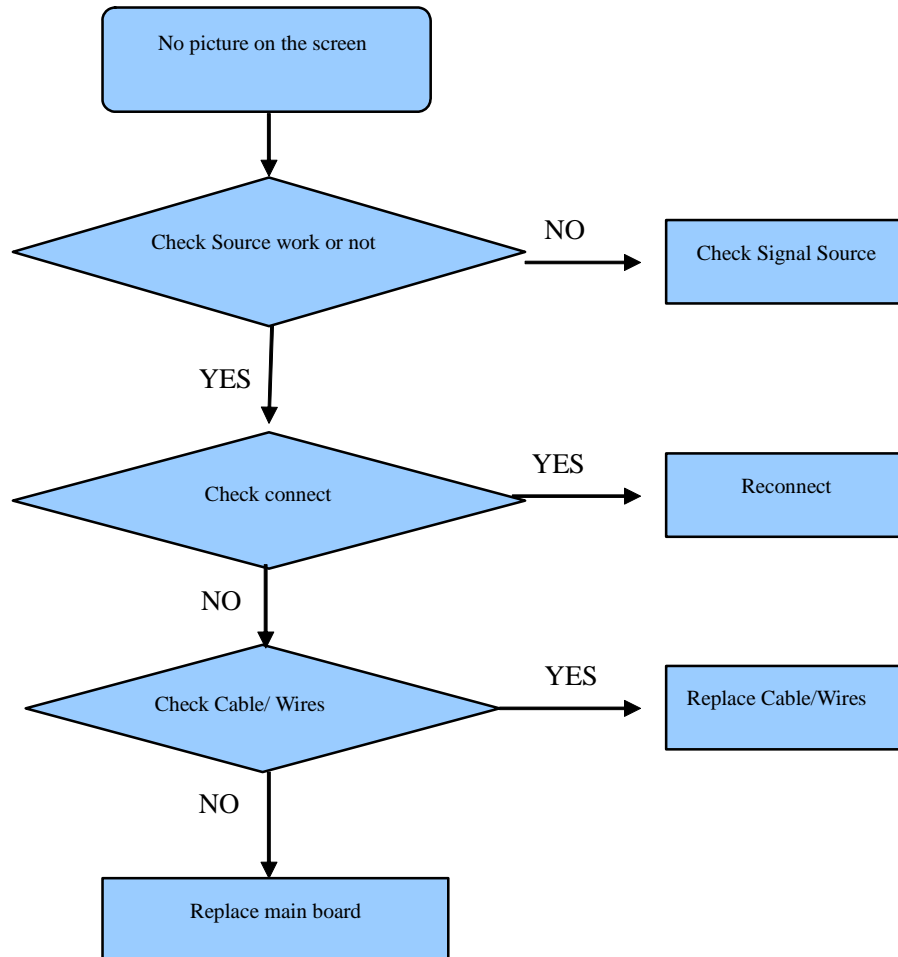 No picture on the screen
Check Source work or not
NO
Check Signal Source
YES
Check connect
YES
Reconnect
NO
Check Cable/ Wires
YES
Replace Cable/Wires
NO
Replace main board